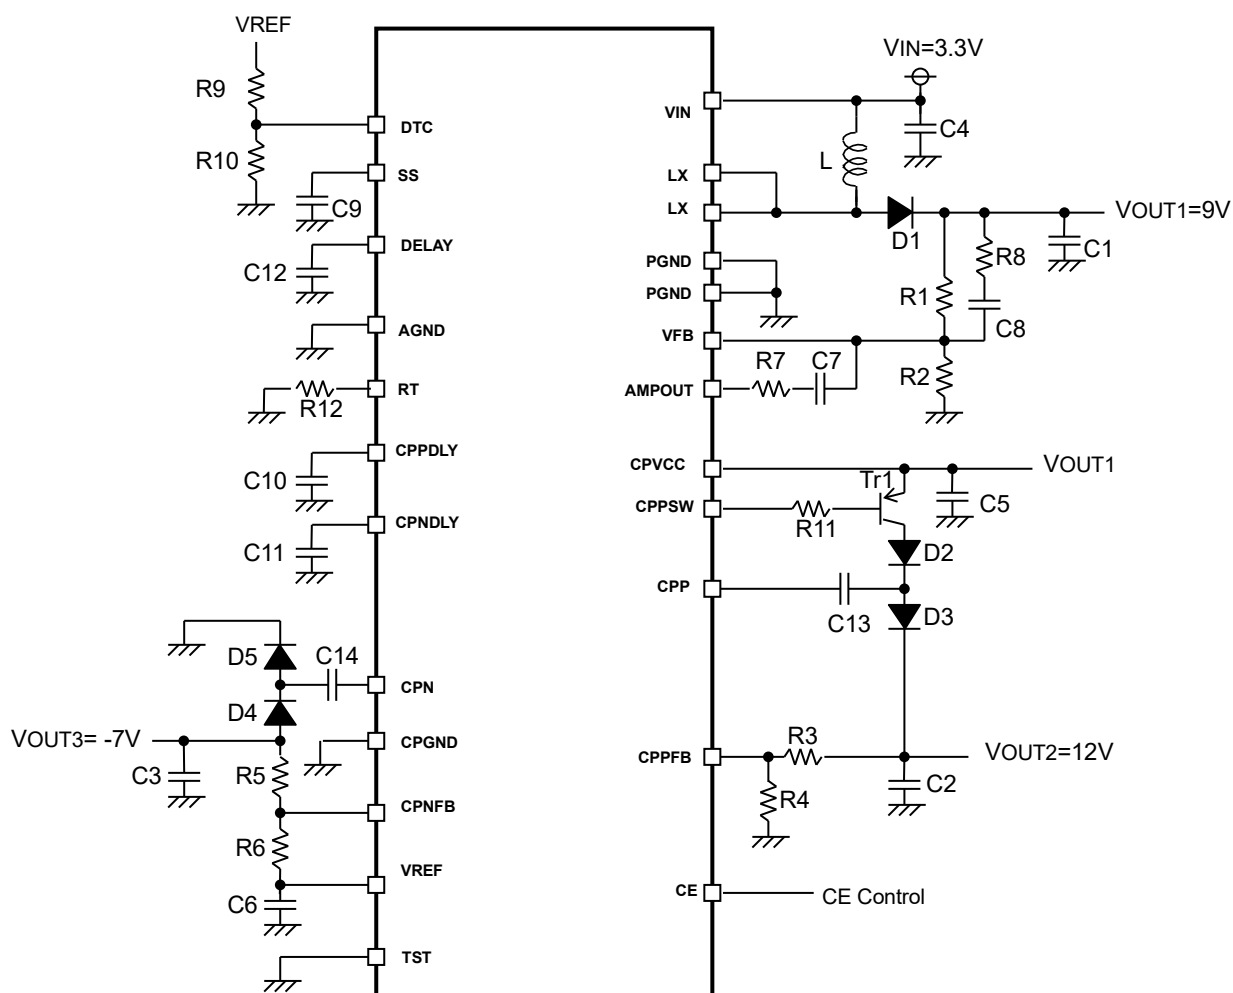 VREF
R9
R10
DTC
SS
C9
DELAY
C12
AGND
RT
R12
CPPDLY
C10
CPNDLY
C11
D5
C14
CPN
D4
VOUT3= -7V
CPGND
C3
R5
CPNFB
R6
VREF
C6
TST
VIN=3.3V
VIN
C4
L
LX
LX
D1
VOUT1=9V
C1
R8
PGND
PGND
R1
C8
VFB
R7
C7
R2
AMPOUT
CPVCC
VOUT1
Tr1
CPPSW
R11
C5
D2
CPP
C13
D3
R3
CPPFB
VOUT2=12V
R4
C2
CE
CE Control